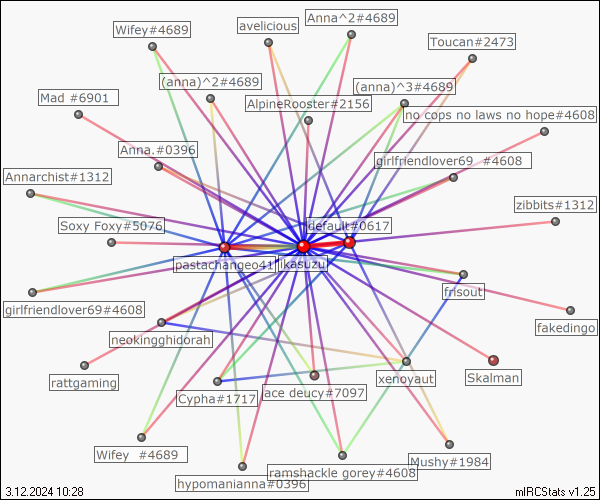 Anna^2#4689
Wifey#4689
avelicious
Toucan#2473
(anna)^2#4689
(anna)^3#4689
Mad #6901
AlpineRooster#2156
no cops no laws no hope#4608
Anna.#0396
girlfriendlover69 #4608
Annarchist#1312
zibbits#1312
Soxy Foxy#5076
default#0617
pastachangeo41
ikasuzu
frisout
girlfriendlover69#4608
fakedingo
neokingghidorah
rattgaming
xenoyaut
Skalman
Cypha#1717
ace deucy#7097
Wifey #4689
Mushy#1984
ramshackle gorey#4608
hypomanianna#0396
3.12.2024 10:28
mIRCStats v1.25